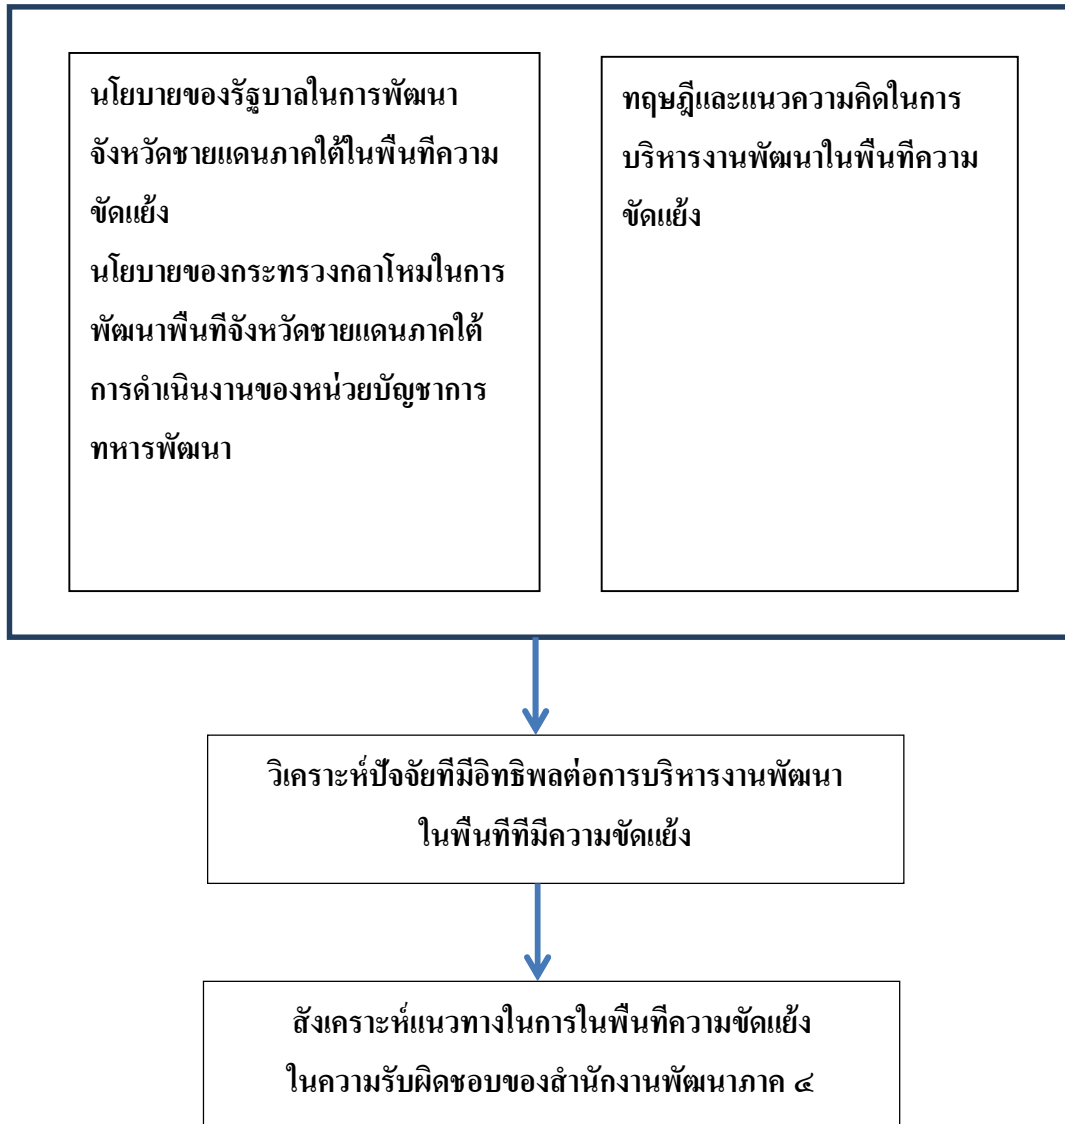 นโยบายของรัฐบาลในการพัฒนา
จังหวัดชายแดนภาคใต้ในพื้นที่ความ
ขัดแย้ง
นโยบายของกระทรวงกลาโหมในการ
พัฒนาพื้นที่จังหวัดชายแดนภาคใต้
การดำเนินงานของหน่วยบัญชาการ
ทหารพัฒนา
ทฤษฎีและแนวความคิดในการ
บริหารงานพัฒนาในพื้นที่ความ
ขัดแย้ง
วิเคราะห์ปัจจัยที่มีอิทธิพลต่อการบริหารงานพัฒนา
ในพื้นที่ที่มีความขัดแย้ง
สังเคราะห์แนวทางในการในพื้นที่ความขัดแย้ง
ในความรับผิดชอบของสำนักงานพัฒนาภาค ๔